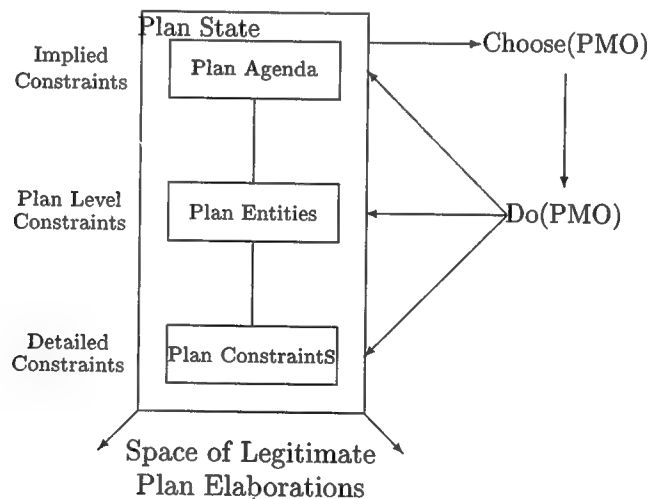 Plan State
Implied
Constraints
Plan Agenda
Choose(PMO)
Plan Level
Constraints
Plan Entities
Do(PMO)
Detailed
Constraints
Plan ConstraintS
Space of Legitimate
Plan Elaborations